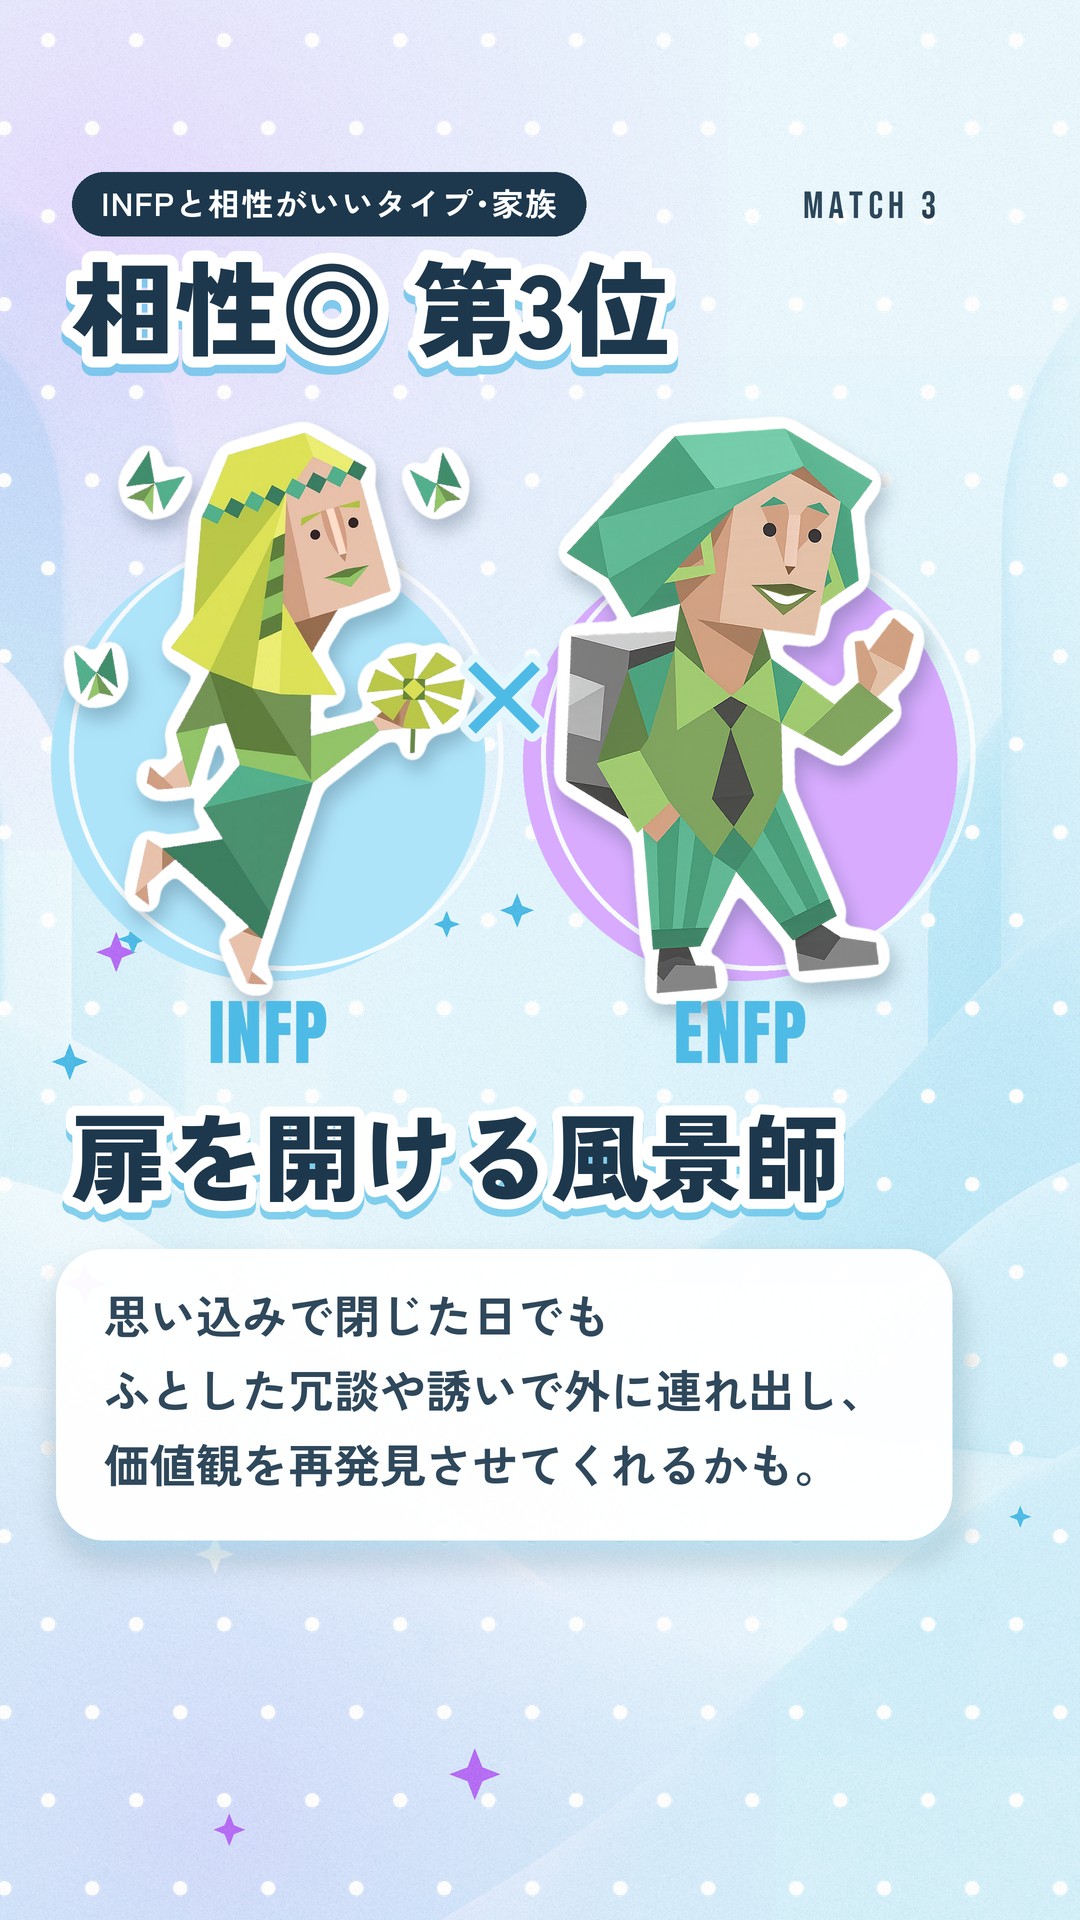 INFPと相性がいいタイプ・家族
MATCH 3
相性◎ 第3位
INFP
×
ENFP
扉を開ける風景師
思い込みで閉じた日でも
ふとした冗談や誘いで外に連れ出し、
価値観を再発見させてくれるかも。